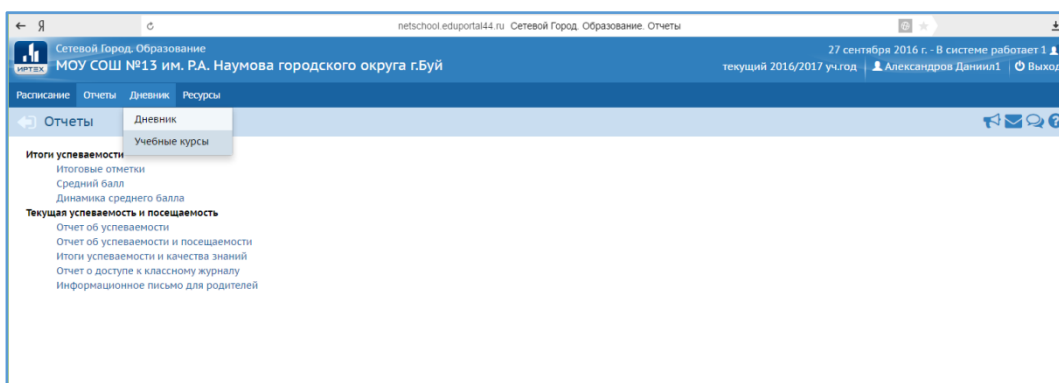 Я netschool.eduportal44.ru Сетевой Город. Образование. Отчеты
Сетевой Город. Образование 27 сентября 2016 г. - В системе работает 1
ИРТЕХ МОУ СОШ №13 им. Р.А. Наумова городского округа г.Буй текущий 2016/2017 уч.год Александров Даниил1 Выход
Расписание Отчеты Дневник Ресурсы
Отчеты Дневник
Учебные курсы
Итоги успеваемости
Итоговые отметки
Средний балл
Динамика среднего балла
Текущая успеваемость и посещаемость
Отчет об успеваемости
Отчет об успеваемости и посещаемости
Итоги успеваемости и качества знаний
Отчет о доступе к классному журналу
Информационное письмо для родителей